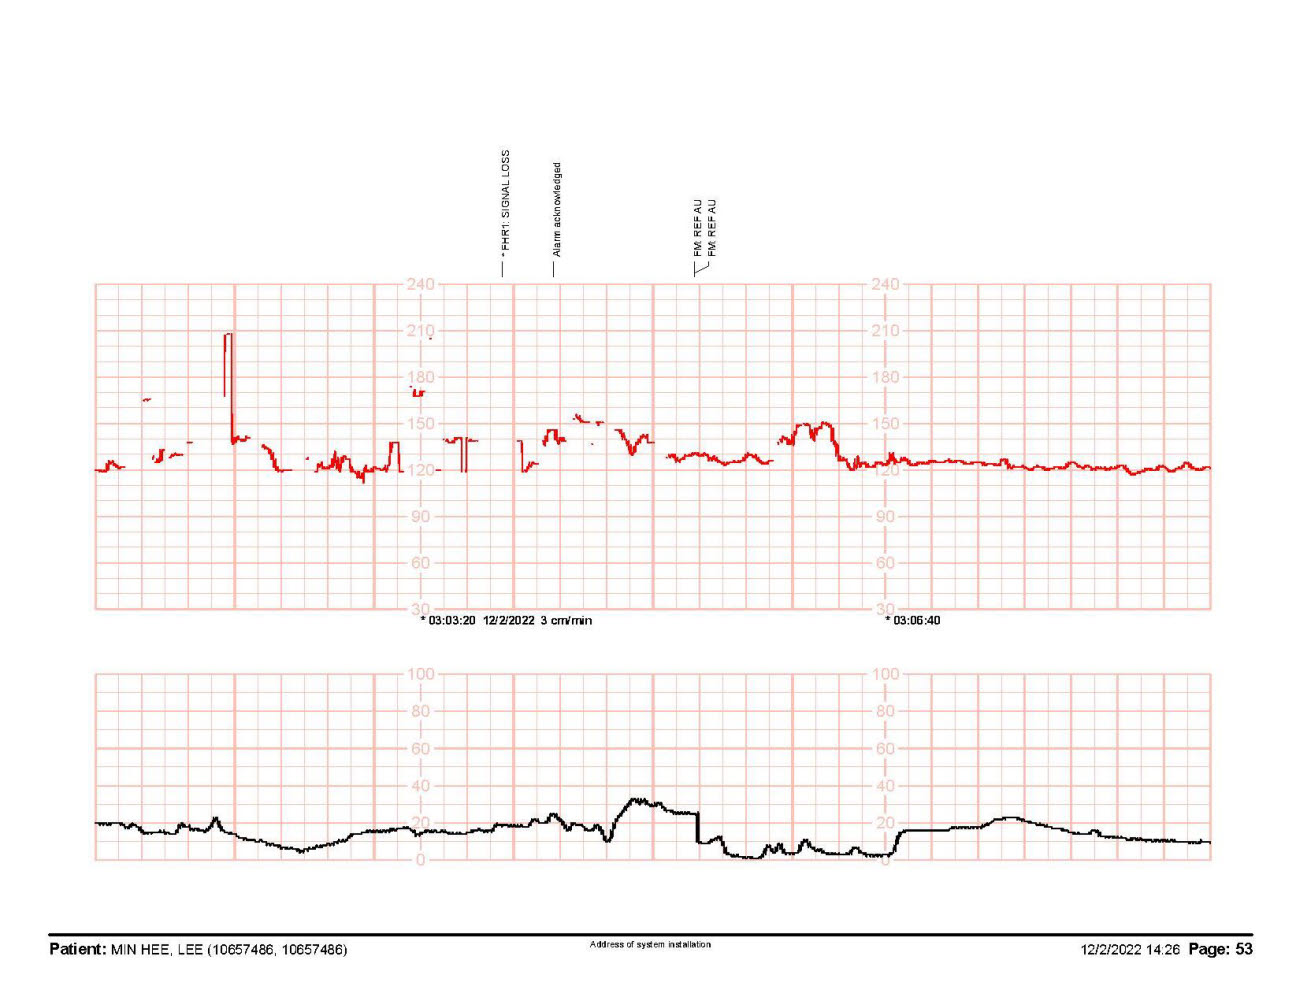 * FHR1: SIGNAL LOSS
Alarm acknowledged
FM: REF AU
FM: REF AU
240 240
210 210
180 180
150 150
120 120
90 90
60 60
30 30
* 03:03:20 12/2/2022 3 cm/min * 03:06:40
100 100
80 80
60 60
40 40
20 20
0 0
Patient: MIN HEE, LEE (10657486, 10657486) Address of system installation 12/2/2022 14:26 Page: 53